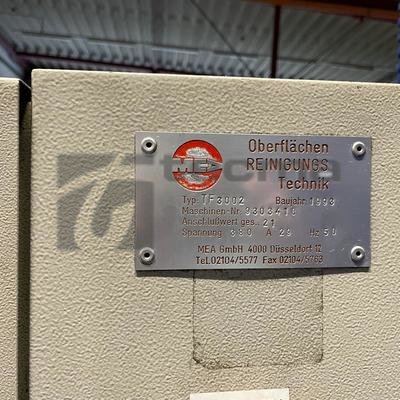 MEA
Oberflächen
REINIGUNGS
Technik
Typ: TF3002 Baujahr 1993
Maschinen-Nr. 9303410
Anschlußwert ges.: 21
Spannung 380 A 29 Hz 50
MEA GmbH 4000 Düsseldorf 12
Tel.02104/5577 Fax 02104/5763